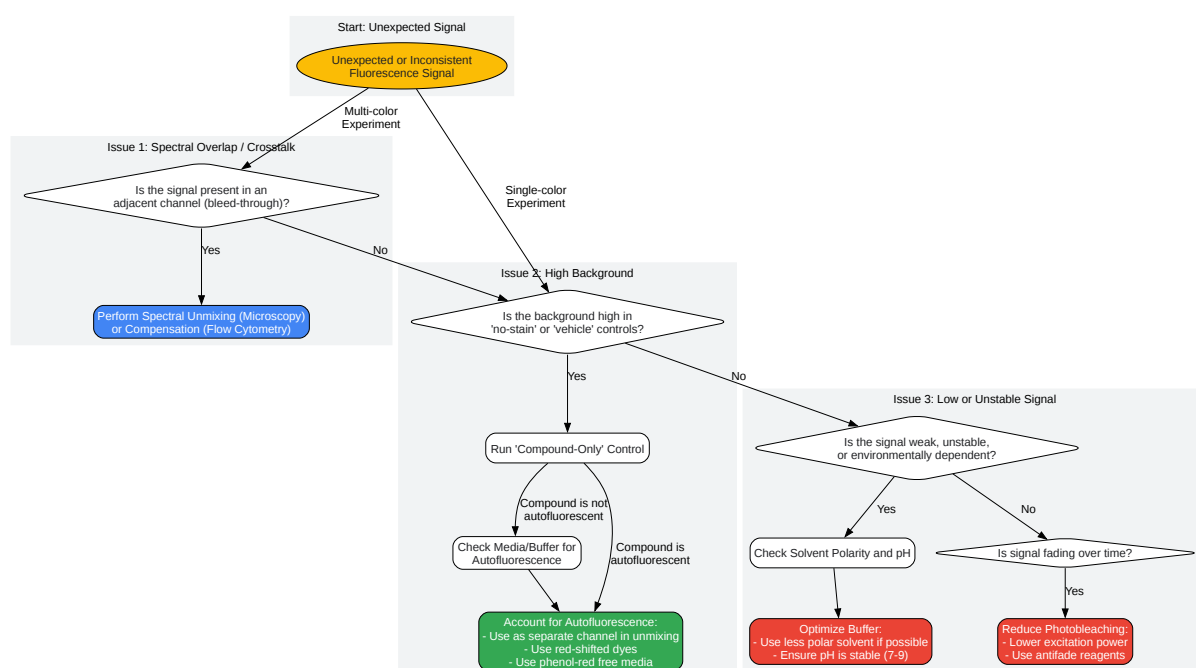 Start: Unexpected Signal
Unexpected or Inconsistent
Fluorescence Signal
Multi-color
Experiment
Issue 1: Spectral Overlap / Crosstalk
Is the signal present in an
adjacent channel (bleed-through)?
Single-color
Experiment
Yes
No
Perform Spectral Unmixing (Microscopy)
or Compensation (Flow Cytometry)
Issue 2: High Background
Is the background high in
'no-stain' or 'vehicle' controls?
Yes
No
Run 'Compound-Only' Control
Compound is not
autofluorescent
Check Media/Buffer for
Autofluorescence
Compound is
autofluorescent
Account for Autofluorescence:
- Use as separate channel in unmixing
- Use red-shifted dyes
- Use phenol-red free media
Issue 3: Low or Unstable Signal
Is the signal weak, unstable,
or environmentally dependent?
Yes
No
Check Solvent Polarity and pH
Is signal fading over time?
Yes
Optimize Buffer:
- Use less polar solvent if possible
- Ensure pH is stable (7-9)
Reduce Photobleaching:
- Lower excitation power
- Use antifade reagents